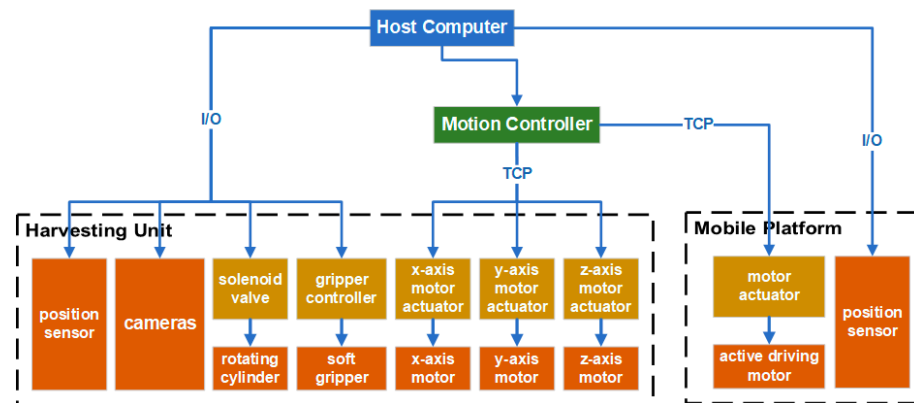 Host Computer
I/O
Motion Controller
TCP
I/O
TCP
Harvesting Unit
position
sensor
cameras
solenoid
valve
rotating
cylinder
gripper
controller
soft
gripper
x-axis
motor
actuator
x-axis
motor
y-axis
motor
actuator
y-axis
motor
z-axis
motor
actuator
z-axis
motor
Mobile Platform
motor
actuator
active driving
motor
position
sensor